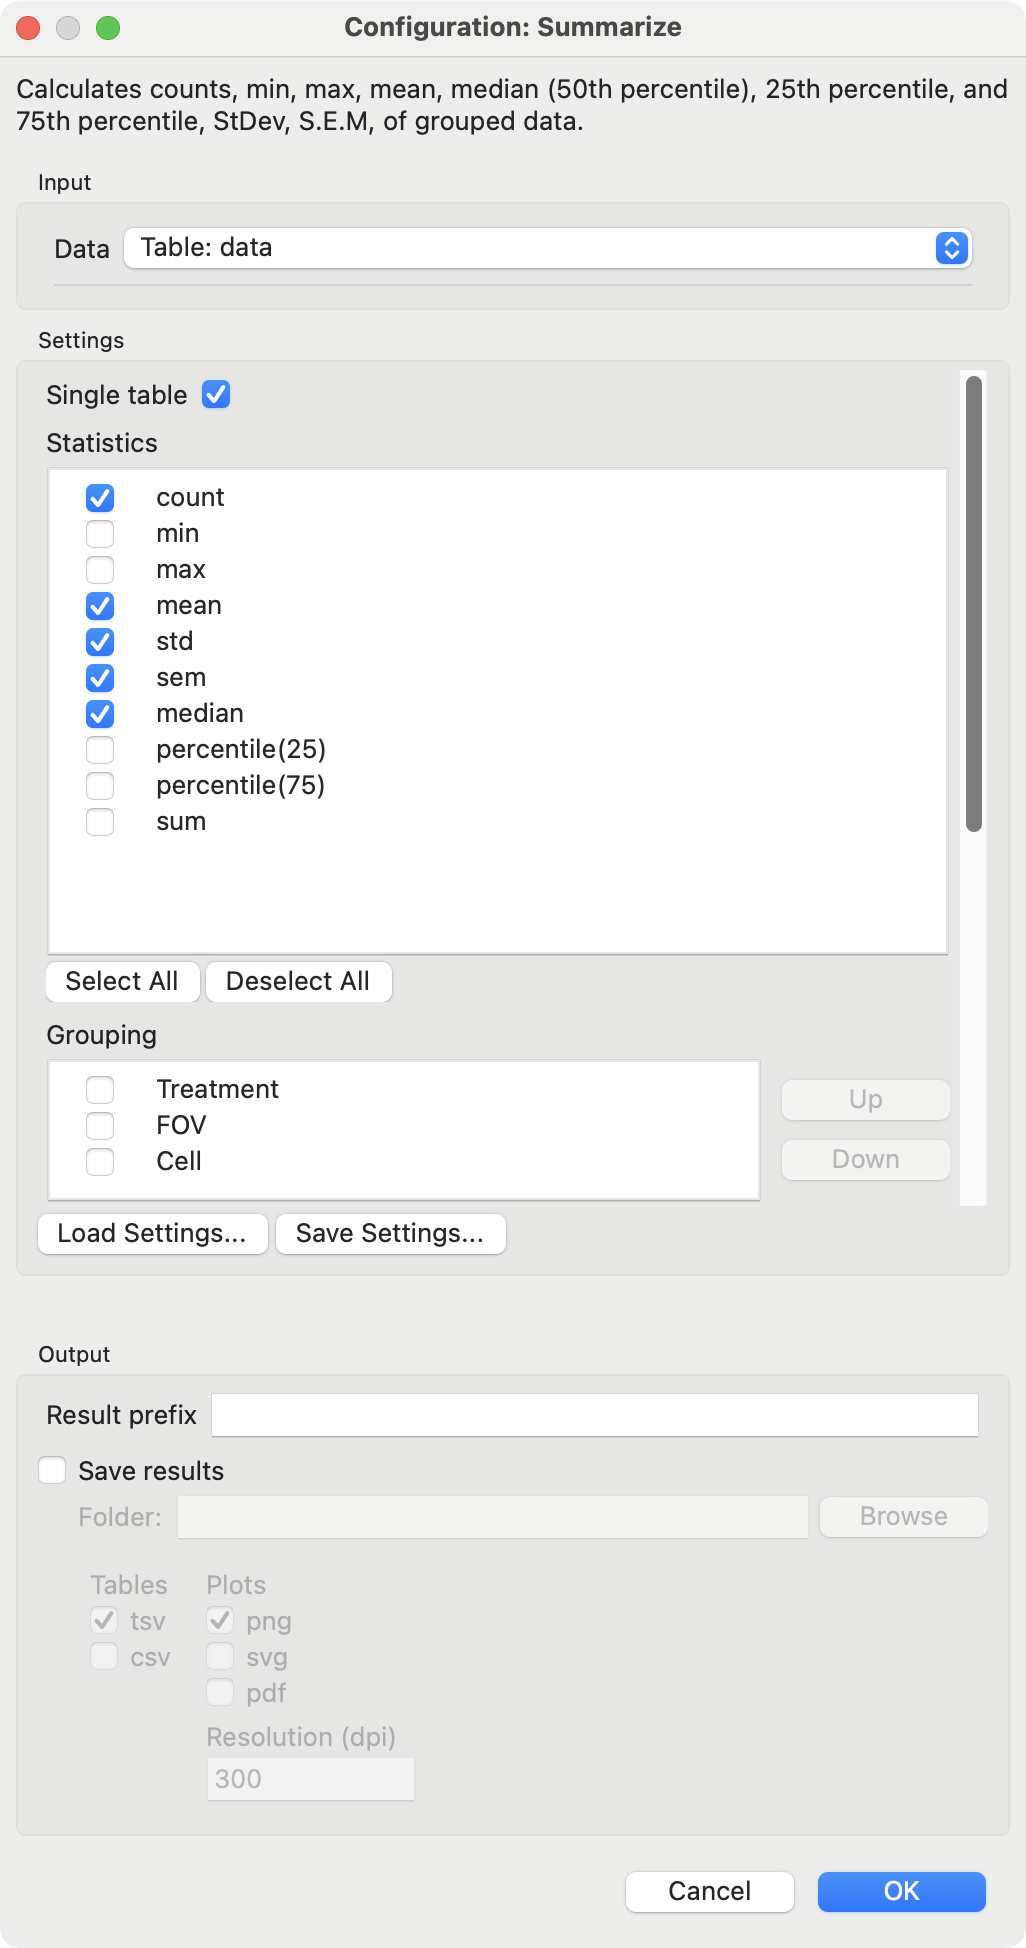 Configuration: Summarize
Calculates counts, min, max, mean, median (50th percentile), 25th percentile, and
75th percentile, StDev, S.E.M, of grouped data.
Input
Data Table: data
Settings
Single table
Statistics
count
min
max
mean
std
sem
median
percentile(25)
percentile(75)
sum
Select All Deselect All
Grouping
Treatment
FOV
Cell
Up
Down
Load Settings... Save Settings...
Output
Result prefix
Save results
Folder: Browse
Tables Plots
tsv png
csv svg
pdf
Resolution (dpi)
300
Cancel OK